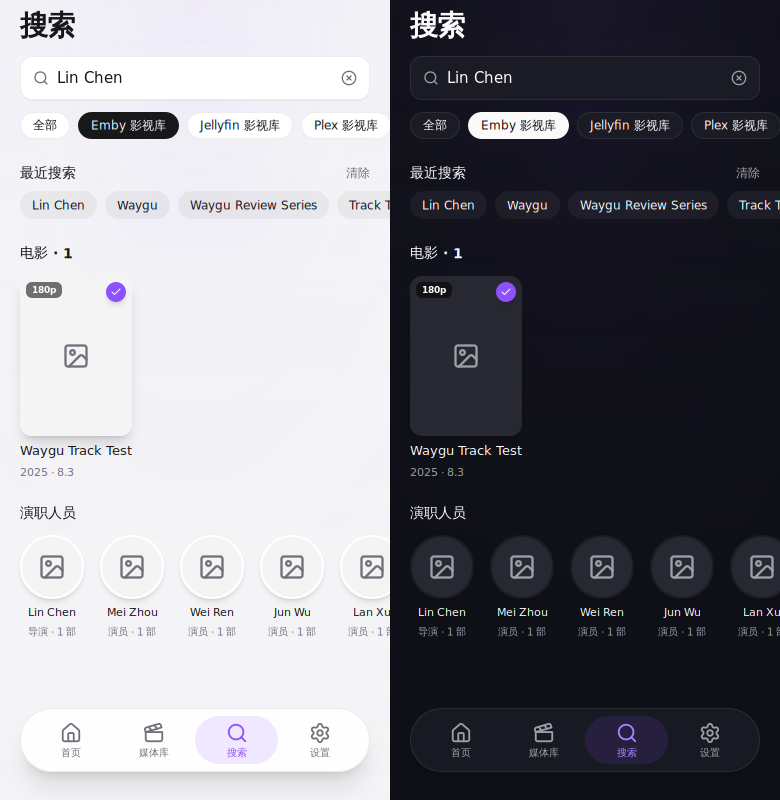 搜索
Lin Chen
全部 Emby 影视库 Jellyfin 影视库 Plex 影视库
最近搜索 清除
Lin Chen Waygu Waygu Review Series Track T
电影 · 1
180p
Waygu Track Test
2025 · 8.3
演职人员
Lin Chen Mei Zhou Wei Ren Jun Wu Lan Xu
导演 · 1 部 演员 · 1 部 演员 · 1 部 演员 · 1 部 演员 · 1 部
首页 媒体库 搜索 设置
搜索
Lin Chen
全部 Emby 影视库 Jellyfin 影视库 Plex 影视库
最近搜索 清除
Lin Chen Waygu Waygu Review Series Track T
电影 · 1
180p
Waygu Track Test
2025 · 8.3
演职人员
Lin Chen Mei Zhou Wei Ren Jun Wu Lan Xu
导演 · 1 部 演员 · 1 部 演员 · 1 部 演员 · 1 部 演员 · 1 部
首页 媒体库 搜索 设置